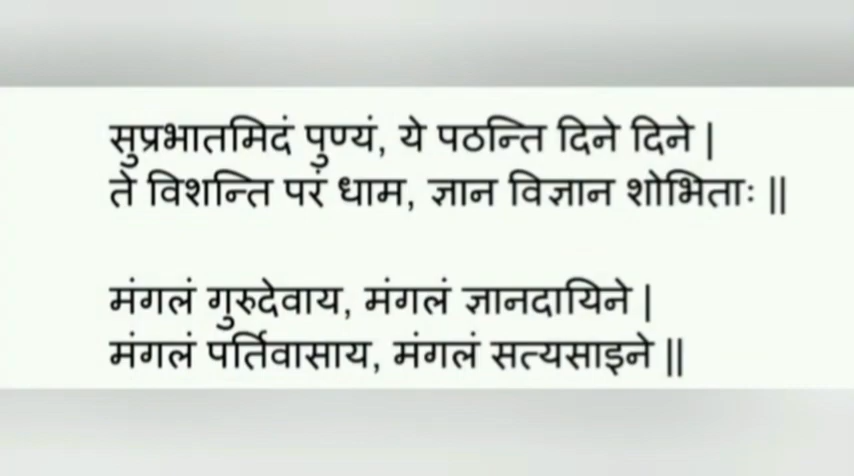 सुप्रभातमिदं पुण्यं, ये पठन्ति दिने दिने |
ते विशन्ति परं धाम, ज्ञान विज्ञान शोभिताः ||
मंगलं गुरुदेवाय, मंगलं ज्ञानदायिने |
मंगलं पर्तिवासाय, मंगलं सत्यसाइने ||